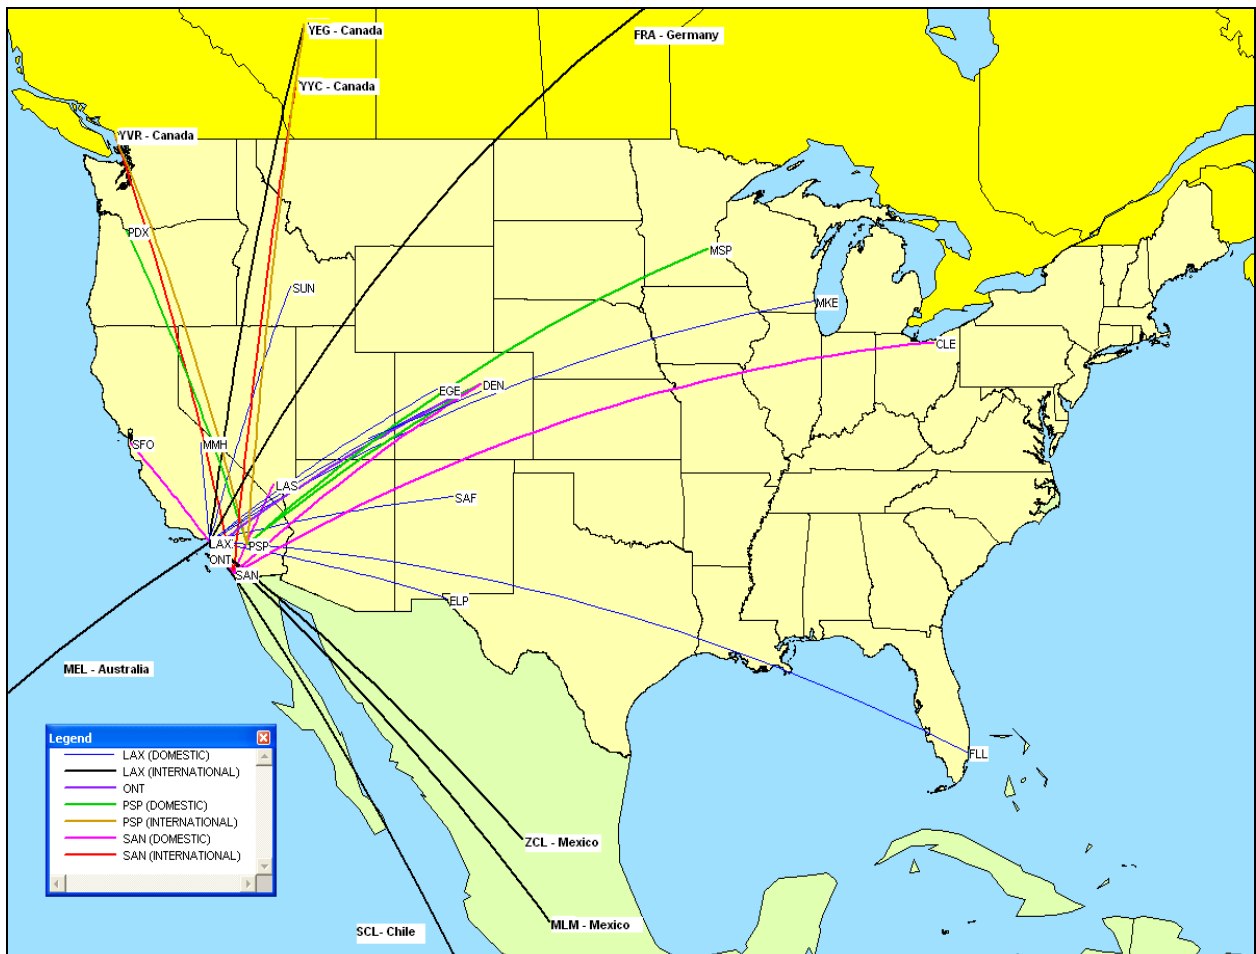 YEG - Canada
FRA - Germany
YYC - Canada
YVR - Canada
PDX
MSP
SUN
MKE
CLE
EGE
DEN
SFO
MMH
LAS
SAF
LAX
PSP
ONT
SAN
ELP
MEL - Australia
FLL
ZCL - Mexico
MLM - Mexico
SCL- Chile
Legend
LAX (DOMESTIC)
LAX (INTERNATIONAL)
ONT
PSP (DOMESTIC)
PSP (INTERNATIONAL)
SAN (DOMESTIC)
SAN (INTERNATIONAL)